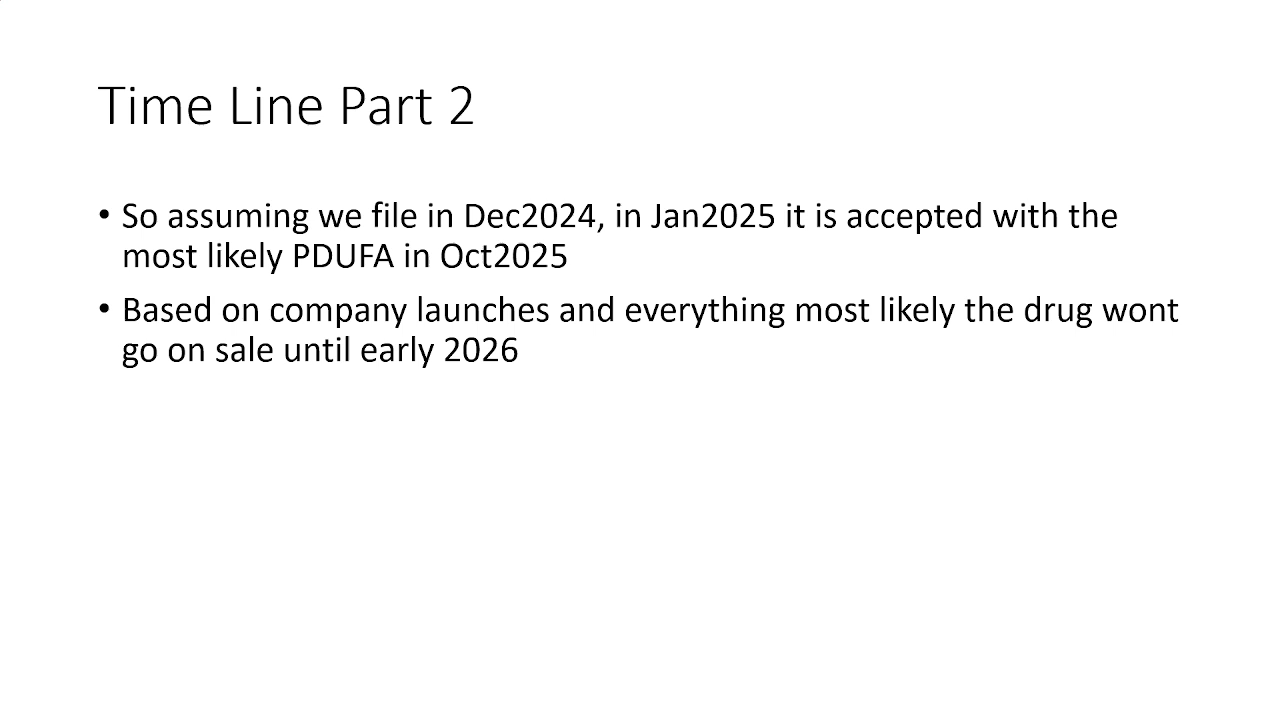 Time Line Part 2
• So assuming we file in Dec2024, in Jan2025 it is accepted with the
most likely PDUFA in Oct2025
• Based on company launches and everything most likely the drug wont
go on sale until early 2026